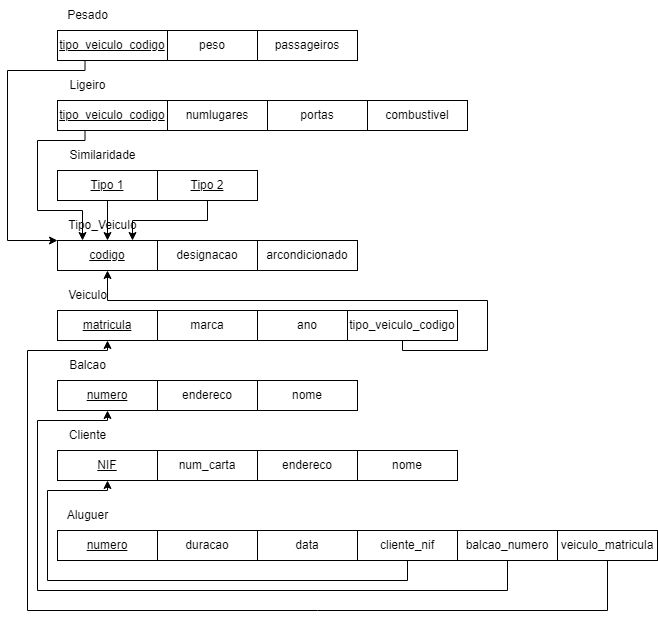 Pesado
tipo_veiculo_codigo peso passageiros
Ligeiro
tipo_veiculo_codigo numlugares portas combustivel
Similaridade
Tipo 1 Tipo 2
Tipo_Veiculo
codigo designacao arcondicionado
Veiculo
matricula marca ano tipo_veiculo_codigo
Balcao
numero endereco nome
Cliente
NIF num_carta endereco nome
Aluguer
numero duracao data cliente_nif balcao_numero veiculo_matricula